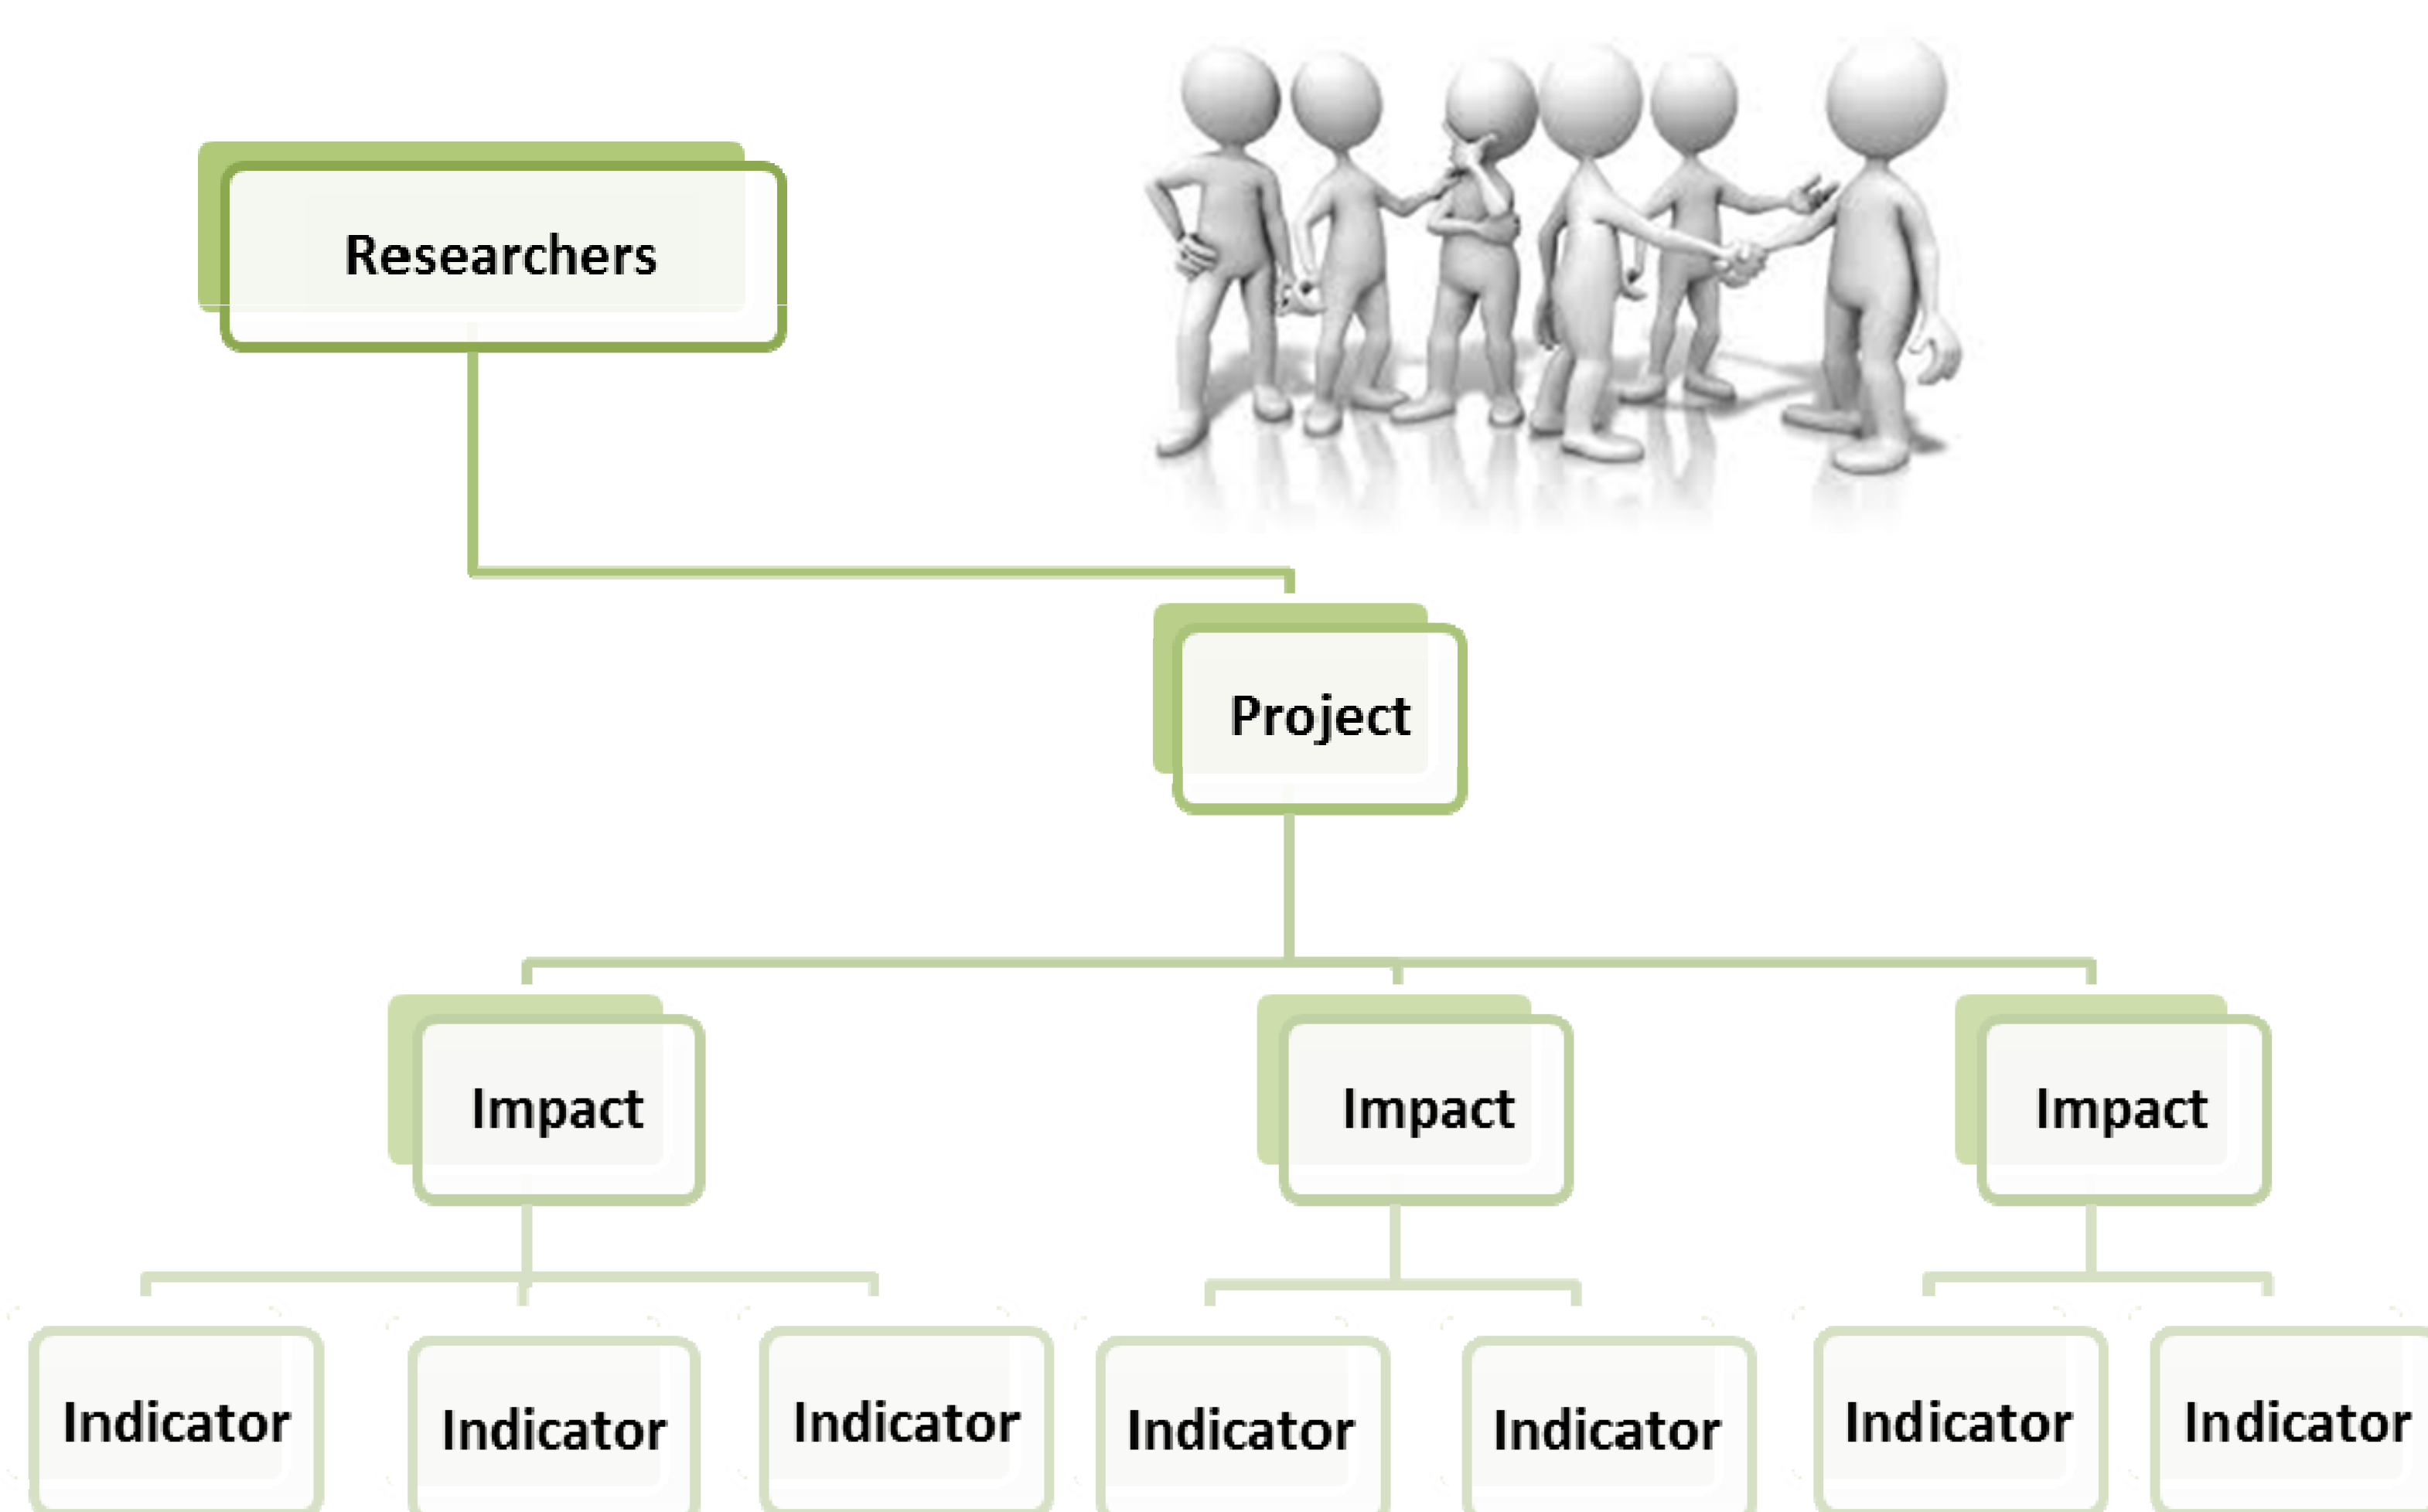 Researchers
Project
Impact Impact Impact
Indicator Indicator Indicator Indicator Indicator Indicator Indicator